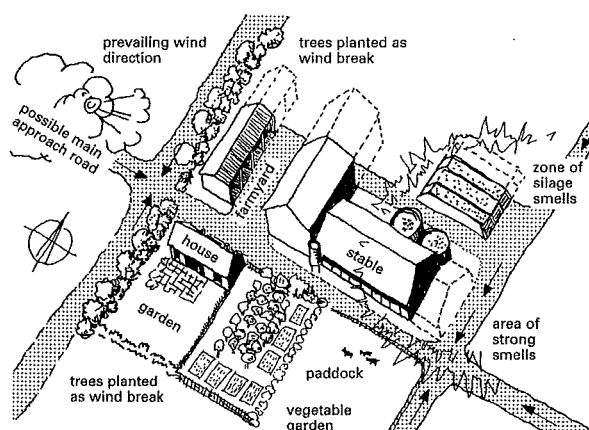 prevailing wind
direction
trees planted as
wind break
possible main
approach road
farmyard
zone of
silage
smells
house
stable
garden
area of
strong
smells
paddock
trees planted
as wind break
vegetable
garden